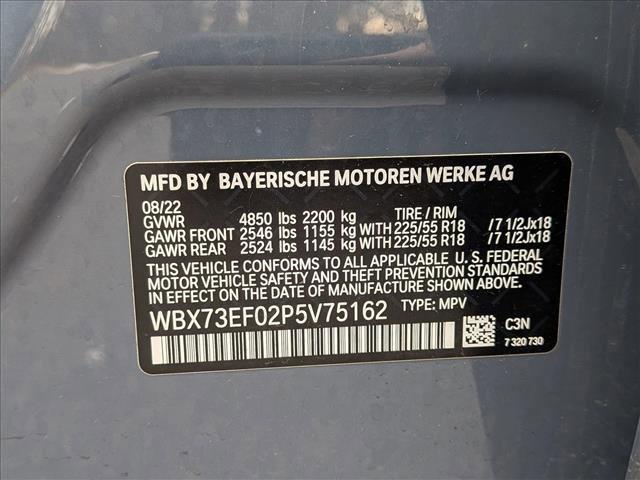 MFD BY BAYERISCHE MOTOREN WERKE AG
08/22
GVWR 4850 lbs 2200 kg TIRE / RIM
GAWR FRONT 2546 lbs 1155 kg WITH 225/55 R18 /7 1/2Jx18
GAWR REAR 2524 lbs 1145 kg WITH 225/55 R18 /7 1/2Jx18
THIS VEHICLE CONFORMS TO ALL APPLICABLE U. S. FEDERAL
MOTOR VEHICLE SAFETY AND THEFT PREVENTION STANDARDS
IN EFFECT ON THE DATE OF MANUFACTURE SHOWN ABOVE.
WBX73EF02P5V75162 TYPE: MPV
C3N
7 320 730